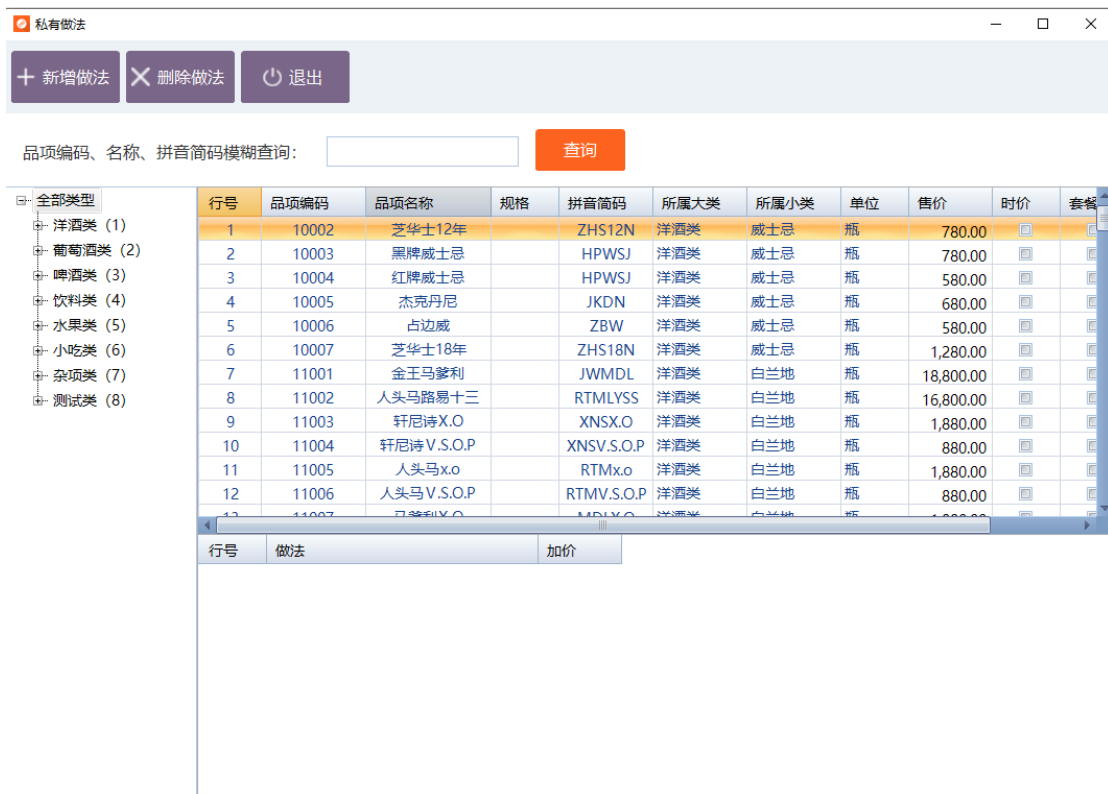 私有做法
新增做法 删除做法 退出
品项编码、名称、拼音简码模糊查询: 查询
全部类型
洋酒类 (1)
葡萄酒类 (2)
啤酒类 (3)
饮料类 (4)
水果类 (5)
小吃类 (6)
杂项类 (7)
测试类 (8)
行号 品项编码 品项名称 规格 拼音简码 所属大类 所属小类 单位 售价 时价 套餐
1 10002 芝华士12年 ZHS12N 洋酒类 威士忌 瓶 780.00
2 10003 黑牌威士忌 HPWSJ 洋酒类 威士忌 瓶 780.00
3 10004 红牌威士忌 HPWSJ 洋酒类 威士忌 瓶 580.00
4 10005 杰克丹尼 JKDN 洋酒类 威士忌 瓶 680.00
5 10006 占边威 ZBW 洋酒类 威士忌 瓶 580.00
6 10007 芝华士18年 ZHS18N 洋酒类 威士忌 瓶 1,280.00
7 11001 金王马爹利 JWMDL 洋酒类 白兰地 瓶 18,800.00
8 11002 人头马路易十三 RTMLYSS 洋酒类 白兰地 瓶 16,800.00
9 11003 轩尼诗X.O XNSX.O 洋酒类 白兰地 瓶 1,880.00
10 11004 轩尼诗V.S.O.P XNSV.S.O.P 洋酒类 白兰地 瓶 880.00
11 11005 人头马x.o RTMx.o 洋酒类 白兰地 瓶 1,880.00
12 11006 人头马V.S.O.P RTMV.S.O.P 洋酒类 白兰地 瓶 880.00
行号 做法 加价